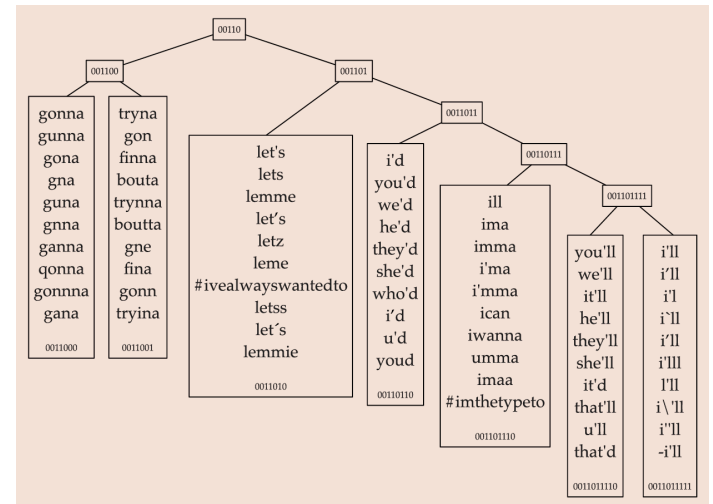 00110
001100
001101
0011011
00110111
001101111
gonna
gunna
gona
gna
guna
gnna
ganna
qonna
gonnna
gana
0011000
tryna
gon
finna
bouta
trynna
boutta
gne
fina
gonn
tryina
0011001
let's
lets
lemme
let’s
letz
leme
#ivealwayswantedto
letss
let´s
lemmie
0011010
i'd
you'd
we'd
he'd
they'd
she'd
who'd
i’d
u'd
youd
00110110
ill
ima
imma
i'ma
i'mma
ican
iwanna
umma
imaa
#imthetypeto
001101110
you'll
we'll
it'll
he'll
they'll
she'll
it'd
that'll
u'll
that'd
0011011110
i'll
i’ll
i'l
i`ll
i’ll
i'lll
l'll
i\'ll
i''ll
-i'll
0011011111